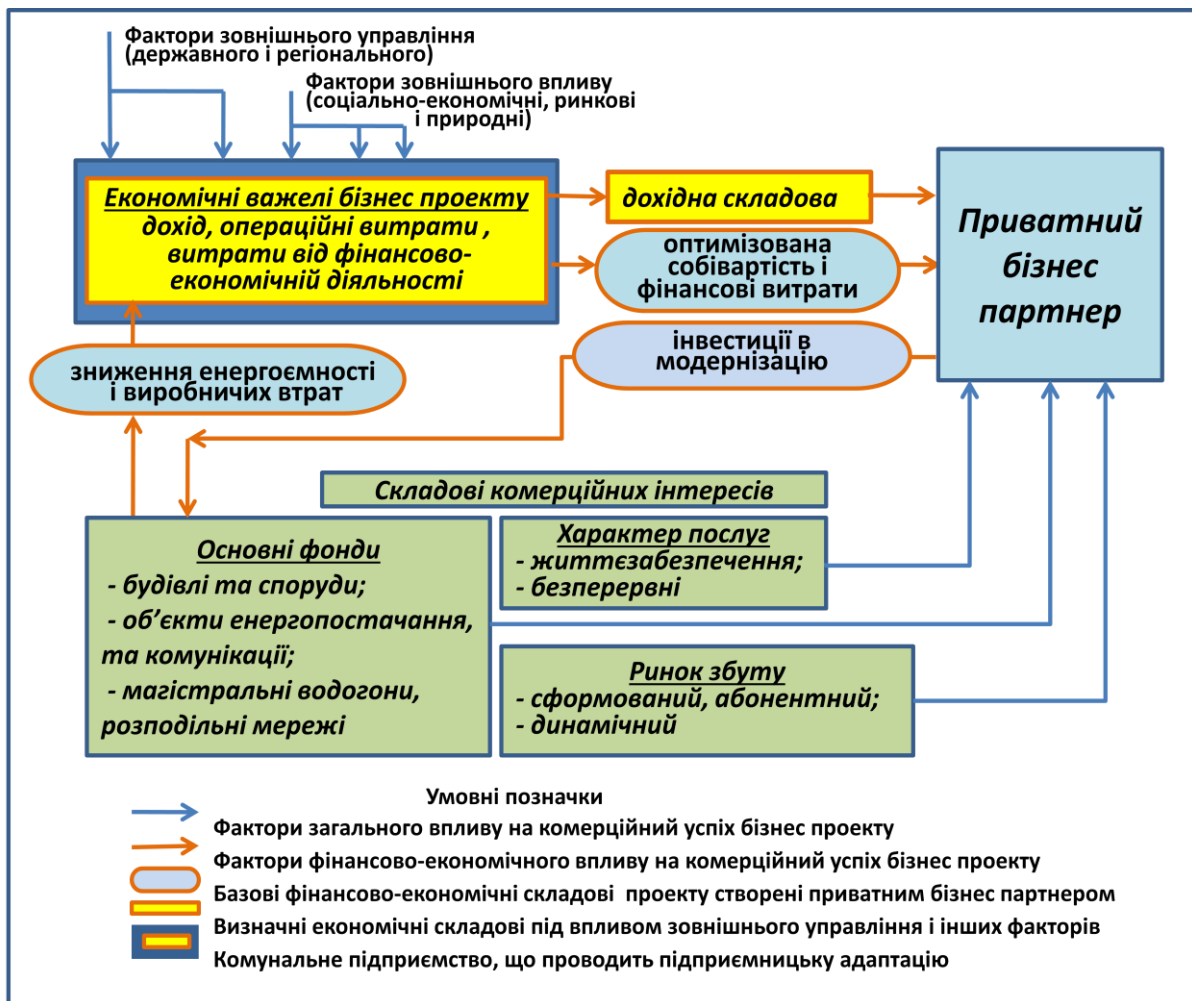 Фактори зовнішнього управління
(державного і регіонального)
Фактори зовнішнього впливу
(соціально-економічні, ринкові
і природні)
Економічні важелі бізнес проекту
дохід, операційні витрати ,
витрати від фінансово-
економічній діяльності
дохідна складова
оптимізована
собівартість і
фінансові витрати
Приватний
бізнес
партнер
інвестиції в
модернізацію
зниження енергоємності
і виробничих втрат
Складові комерційних інтересів
Основні фонди
- будівлі та споруди;
- об’єкти енергопостачання,
та комунікації;
- магістральні водогони,
розподільні мережі
Характер послуг
- життєзабезпечення;
- безперервні
Ринок збуту
- сформований, абонентний;
- динамічний
Умовні позначки
Фактори загального впливу на комерційний успіх бізнес проекту
Фактори фінансово-економічного впливу на комерційний успіх бізнес проекту
Базові фінансово-економічні складові проекту створені приватним бізнес партнером
Визначні економічні складові під впливом зовнішнього управління і інших факторів
Комунальне підприємство, що проводить підприємницьку адаптацію